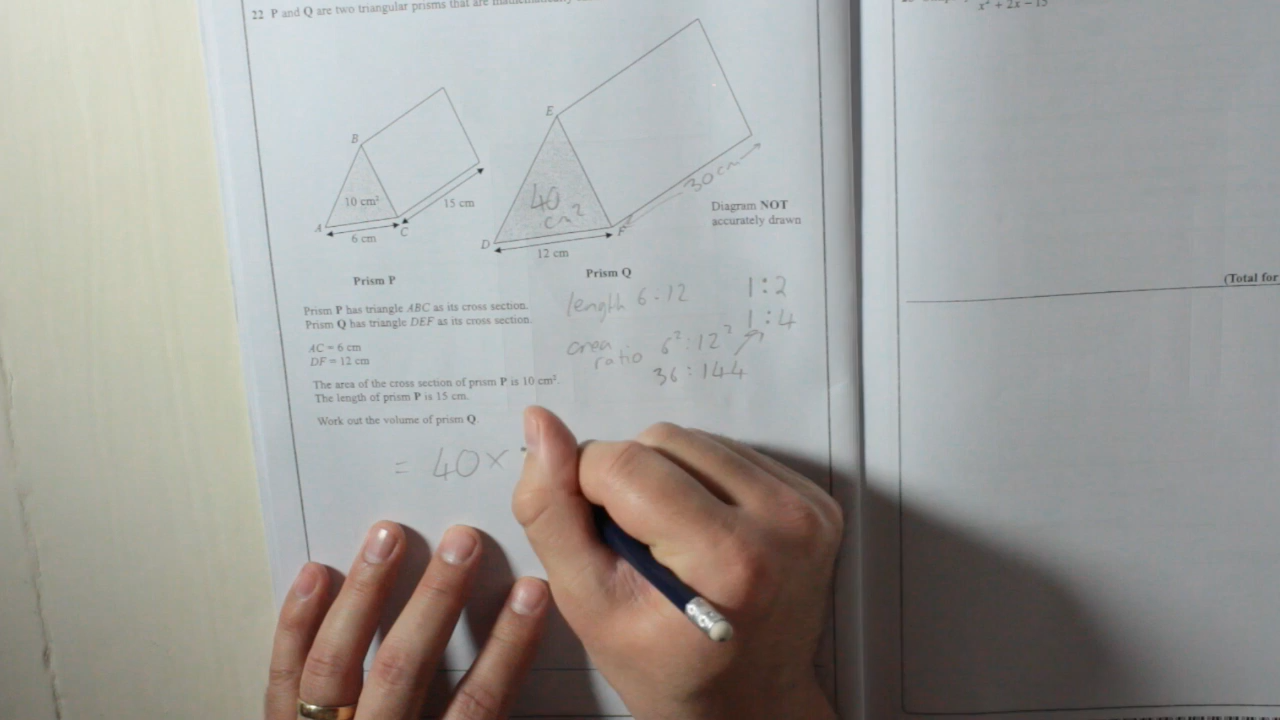 22 P and Q are two triangular prisms that are
x² + 2x − 15
E
B
10 cm²
40
cm²
30cm
15 cm
A
C
6 cm
D
F
12 cm
Diagram NOT
accurately drawn
Prism P
Prism Q
(Total for
Prism P has triangle ABC as its cross section.
Prism Q has triangle DEF as its cross section.
length 6 : 12
1 : 2
1 : 4
AC = 6 cm
DF = 12 cm
area
ratio 6² : 12²
36 : 144
The area of the cross section of prism P is 10 cm².
The length of prism P is 15 cm.
Work out the volume of prism Q.
= 40 ×